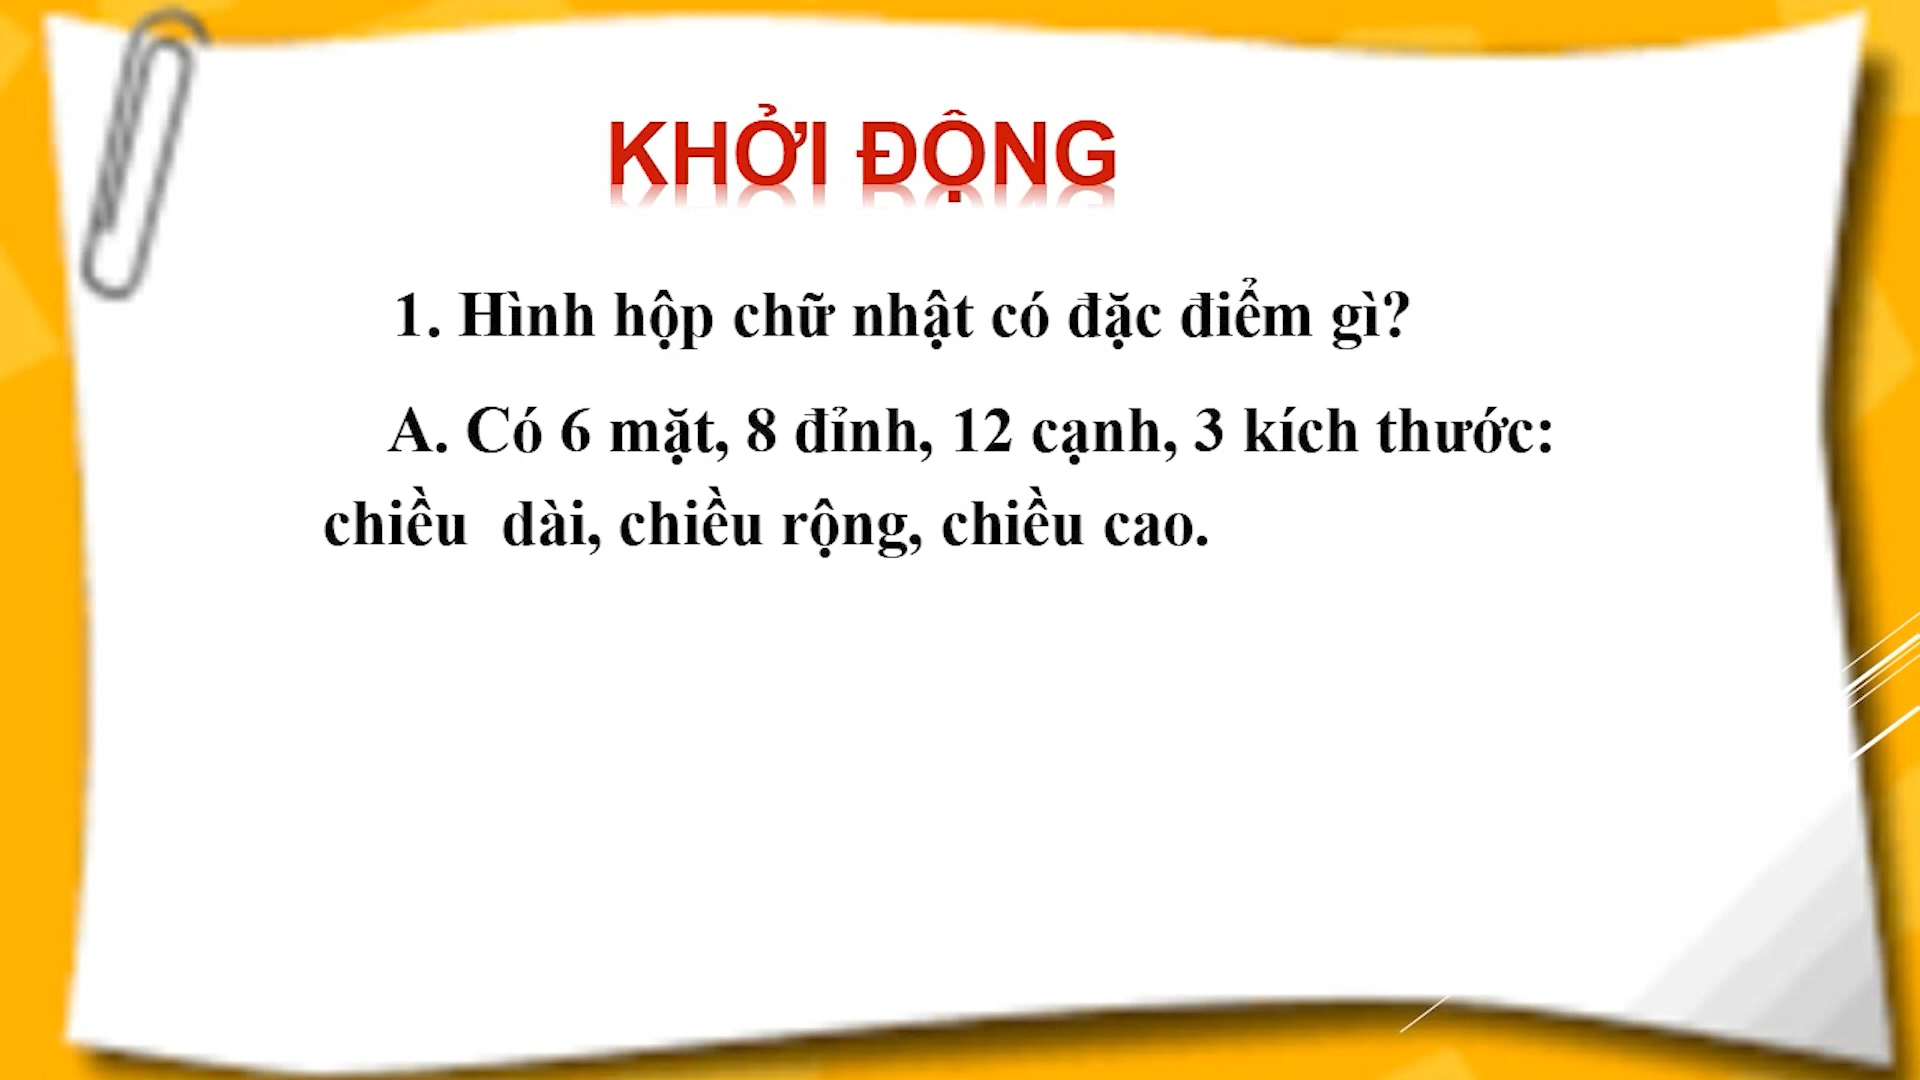 KHỞI ĐỘNG
1. Hình hộp chữ nhật có đặc điểm gì?
A. Có 6 mặt, 8 đỉnh, 12 cạnh, 3 kích thước:
chiều dài, chiều rộng, chiều cao.